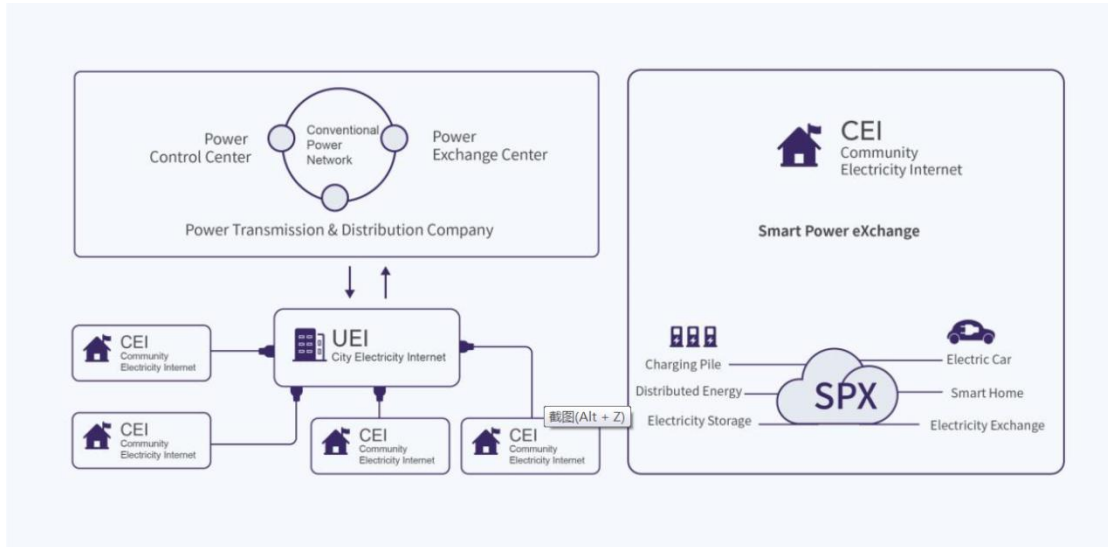 Conventional
Power
Network
Power
Control Center
Power
Exchange Center
Power Transmission & Distribution Company
UEI
City Electricity Internet
CEI
Community
Electricity Internet
CEI
Community
Electricity Internet
CEI
Community
Electricity Internet
CEI
Community
Electricity Internet
截图(Alt + Z)
CEI
Community
Electricity Internet
Smart Power eXchange
Charging Pile
Distributed Energy
Electricity Storage
SPX
Electric Car
Smart Home
Electricity Exchange